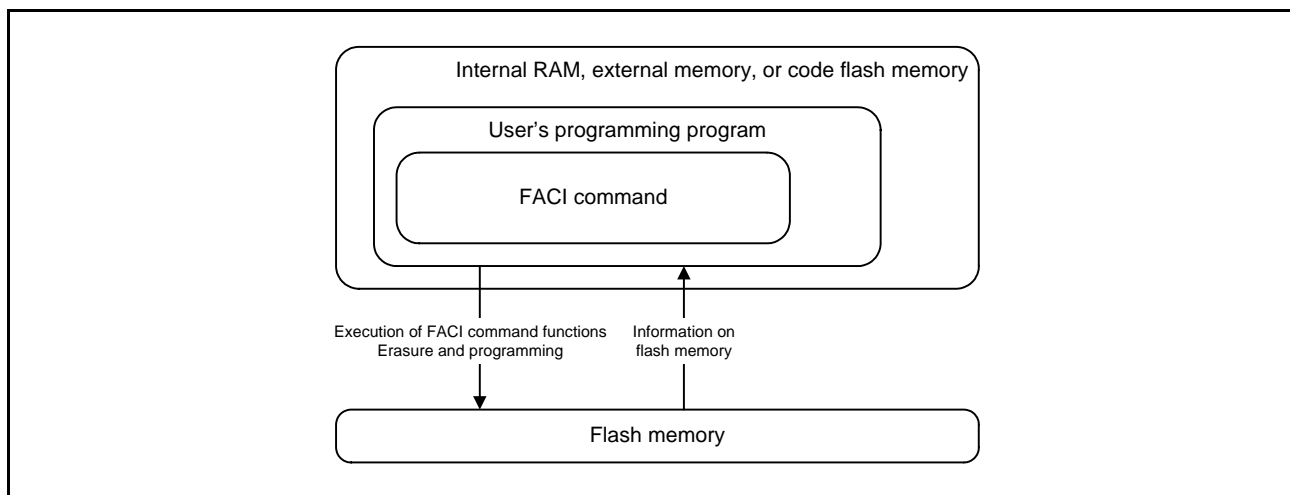 Internal RAM, external memory, or code flash memory
User's programming program
FACI command
Execution of FACI command functions
Erasure and programming
Information on
flash memory
Flash memory